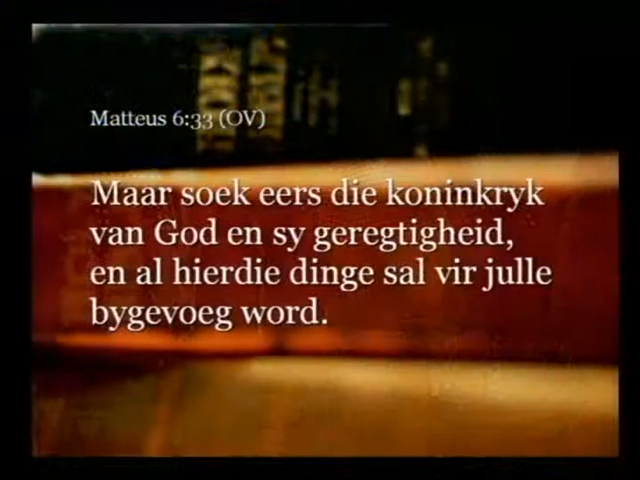 Matteus 6:33 (OV)
Maar soek eers die koninkryk
van God en sy geregtigheid,
en al hierdie dinge sal vir julle
bygevoeg word.